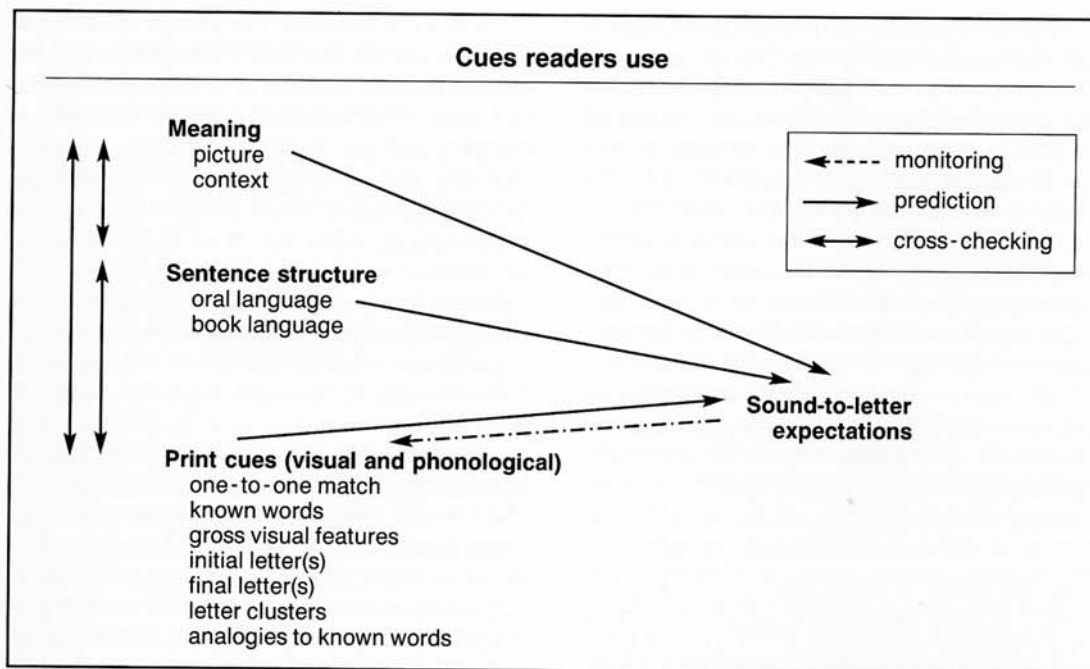 Cues readers use
Meaning
picture
context
monitoring
prediction
cross-checking
Sentence structure
oral language
book language
Sound-to-letter
expectations
Print cues (visual and phonological)
one-to-one match
known words
gross visual features
initial letter(s)
final letter(s)
letter clusters
analogies to known words